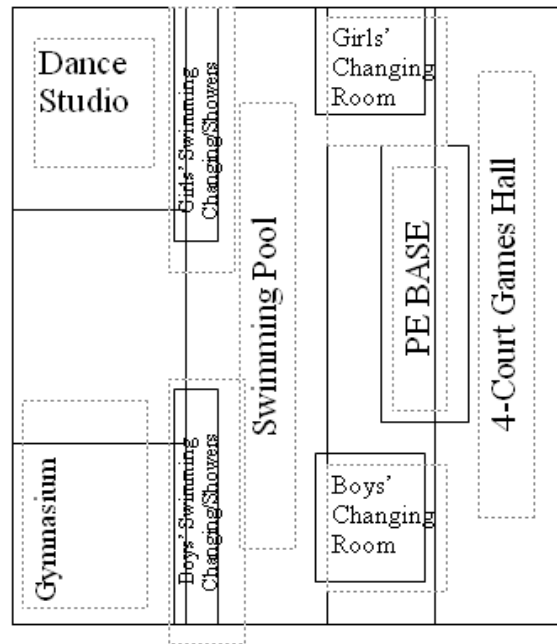 Dance
Studio
Girls' Swimming
Changing/Showers
Swimming Pool
Girls'
Changing
Room
PE BASE
4-Court Games Hall
Gymnasium
Boys' Swimming
Changing/Showers
Boys'
Changing
Room